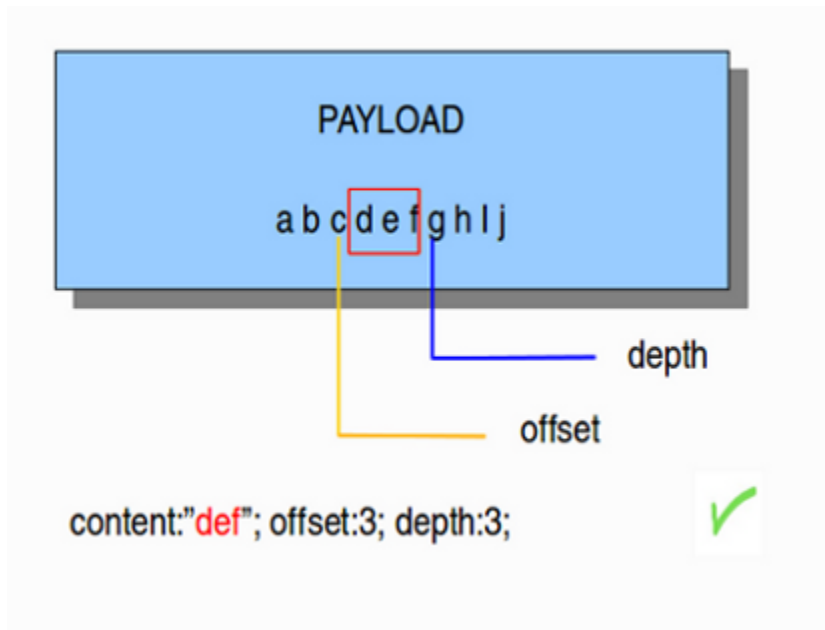 PAYLOAD
a b c d e f g h l j
depth
offset
content:”def”; offset:3; depth:3;